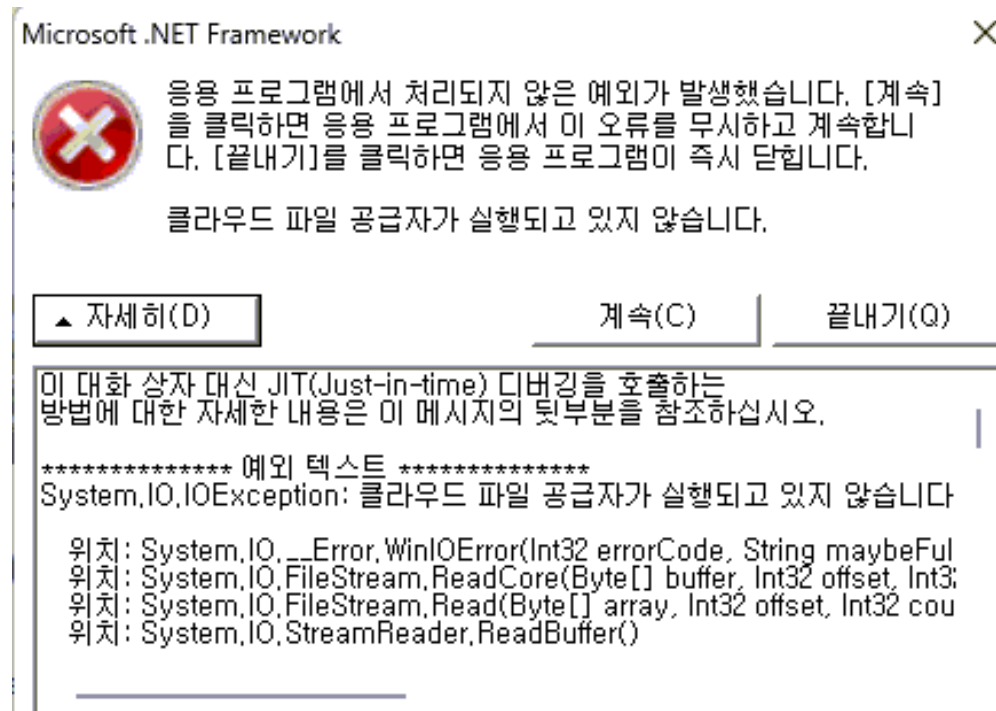 Microsoft .NET Framework
응용 프로그램에서 처리되지 않은 예외가 발생했습니다. [계속]
을 클릭하면 응용 프로그램에서 이 오류를 무시하고 계속합니
다. [끝내기]를 클릭하면 응용 프로그램이 즉시 닫힙니다.
클라우드 파일 공급자가 실행되고 있지 않습니다.
▲ 자세히(D)
계속(C)
끝내기(Q)
이 대화 상자 대신 JIT(Just-in-time) 디버깅을 호출하는
방법에 대한 자세한 내용은 이 메시지의 뒷부분을 참조하십시오.
************** 예외 텍스트 **************
System.IO.IOException: 클라우드 파일 공급자가 실행되고 있지 않습니다
위치: System.IO.__Error.WinIOError(Int32 errorCode, String maybeFul
위치: System.IO.FileStream.ReadCore(Byte[] buffer, Int32 offset, Int3
위치: System.IO.FileStream.Read(Byte[] array, Int32 offset, Int32 cou
위치: System.IO.StreamReader.ReadBuffer()